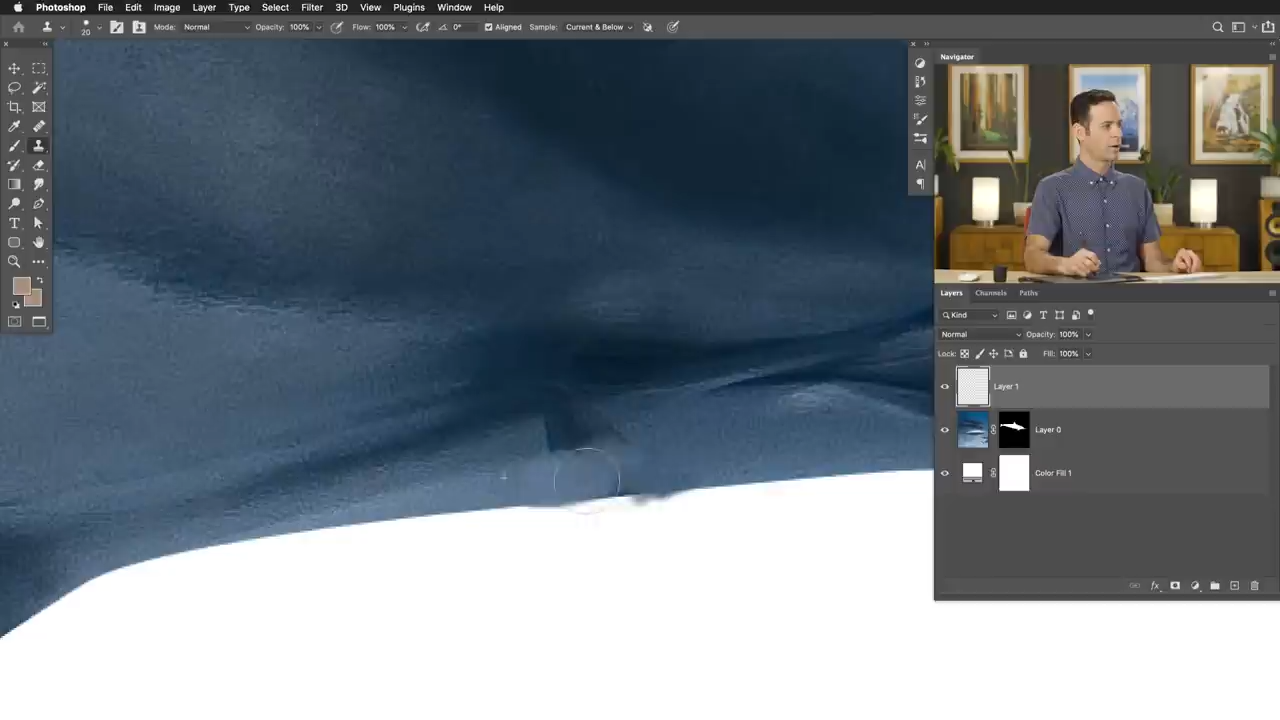 Photoshop File Edit Image Layer Type Select Filter 3D View Plugins Window Help
20 Mode: Normal Opacity: 100% Flow: 100% 0° Aligned Sample: Current & Below
Navigator
Layers Channels Paths
Kind
Normal Opacity: 100%
Lock: Fill: 100%
Layer 1
Layer 0
Color Fill 1